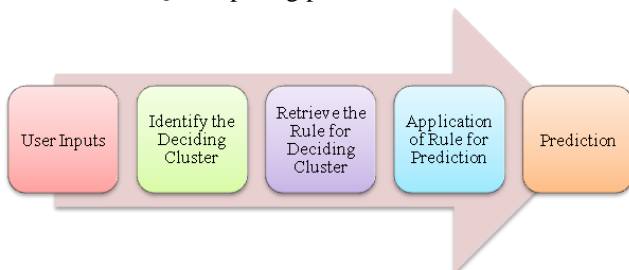 User Inputs
Identify the
Deciding
Cluster
Retrieve the
Rule for
Deciding
Cluster
Application
of Rule for
Prediction
Prediction